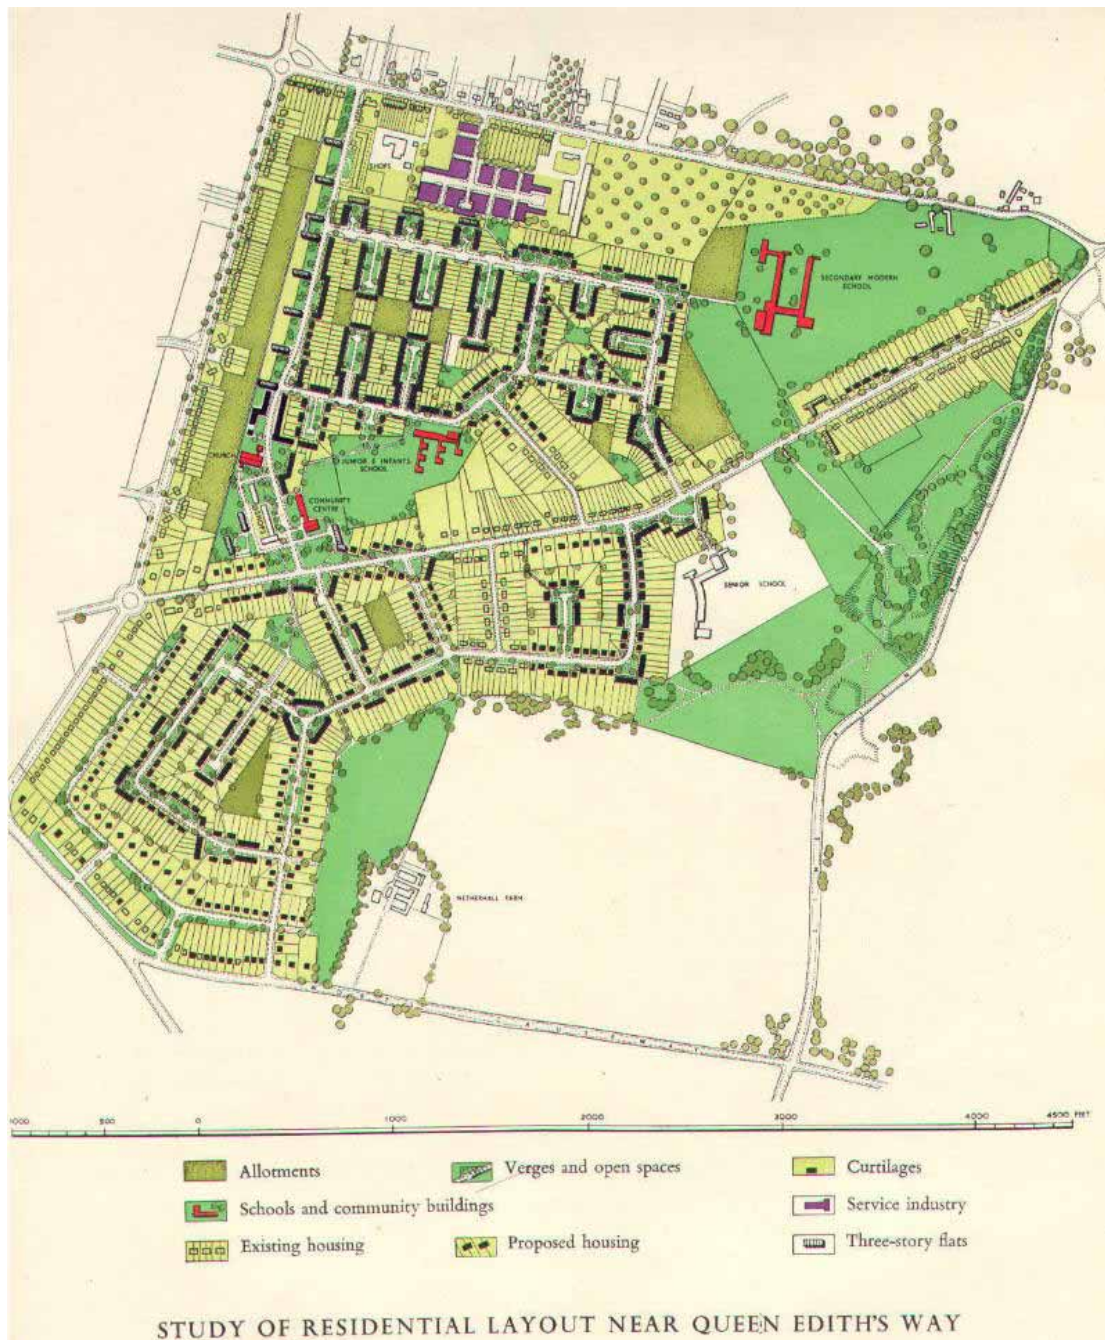 SHOPS
SECONDARY MODERN
SCHOOL
CHURCH
JUNIOR & INFANTS
SCHOOL
COMMUNITY
CENTRE
SENIOR SCHOOL
NETHERHALL FARM
1000 500 0 1000 2000 3000 4000 4500 FEET
Allotments
Verges and open spaces
Curtilages
Schools and community buildings
Service industry
Existing housing
Proposed housing
Three-story flats
STUDY OF RESIDENTIAL LAYOUT NEAR QUEEN EDITH'S WAY